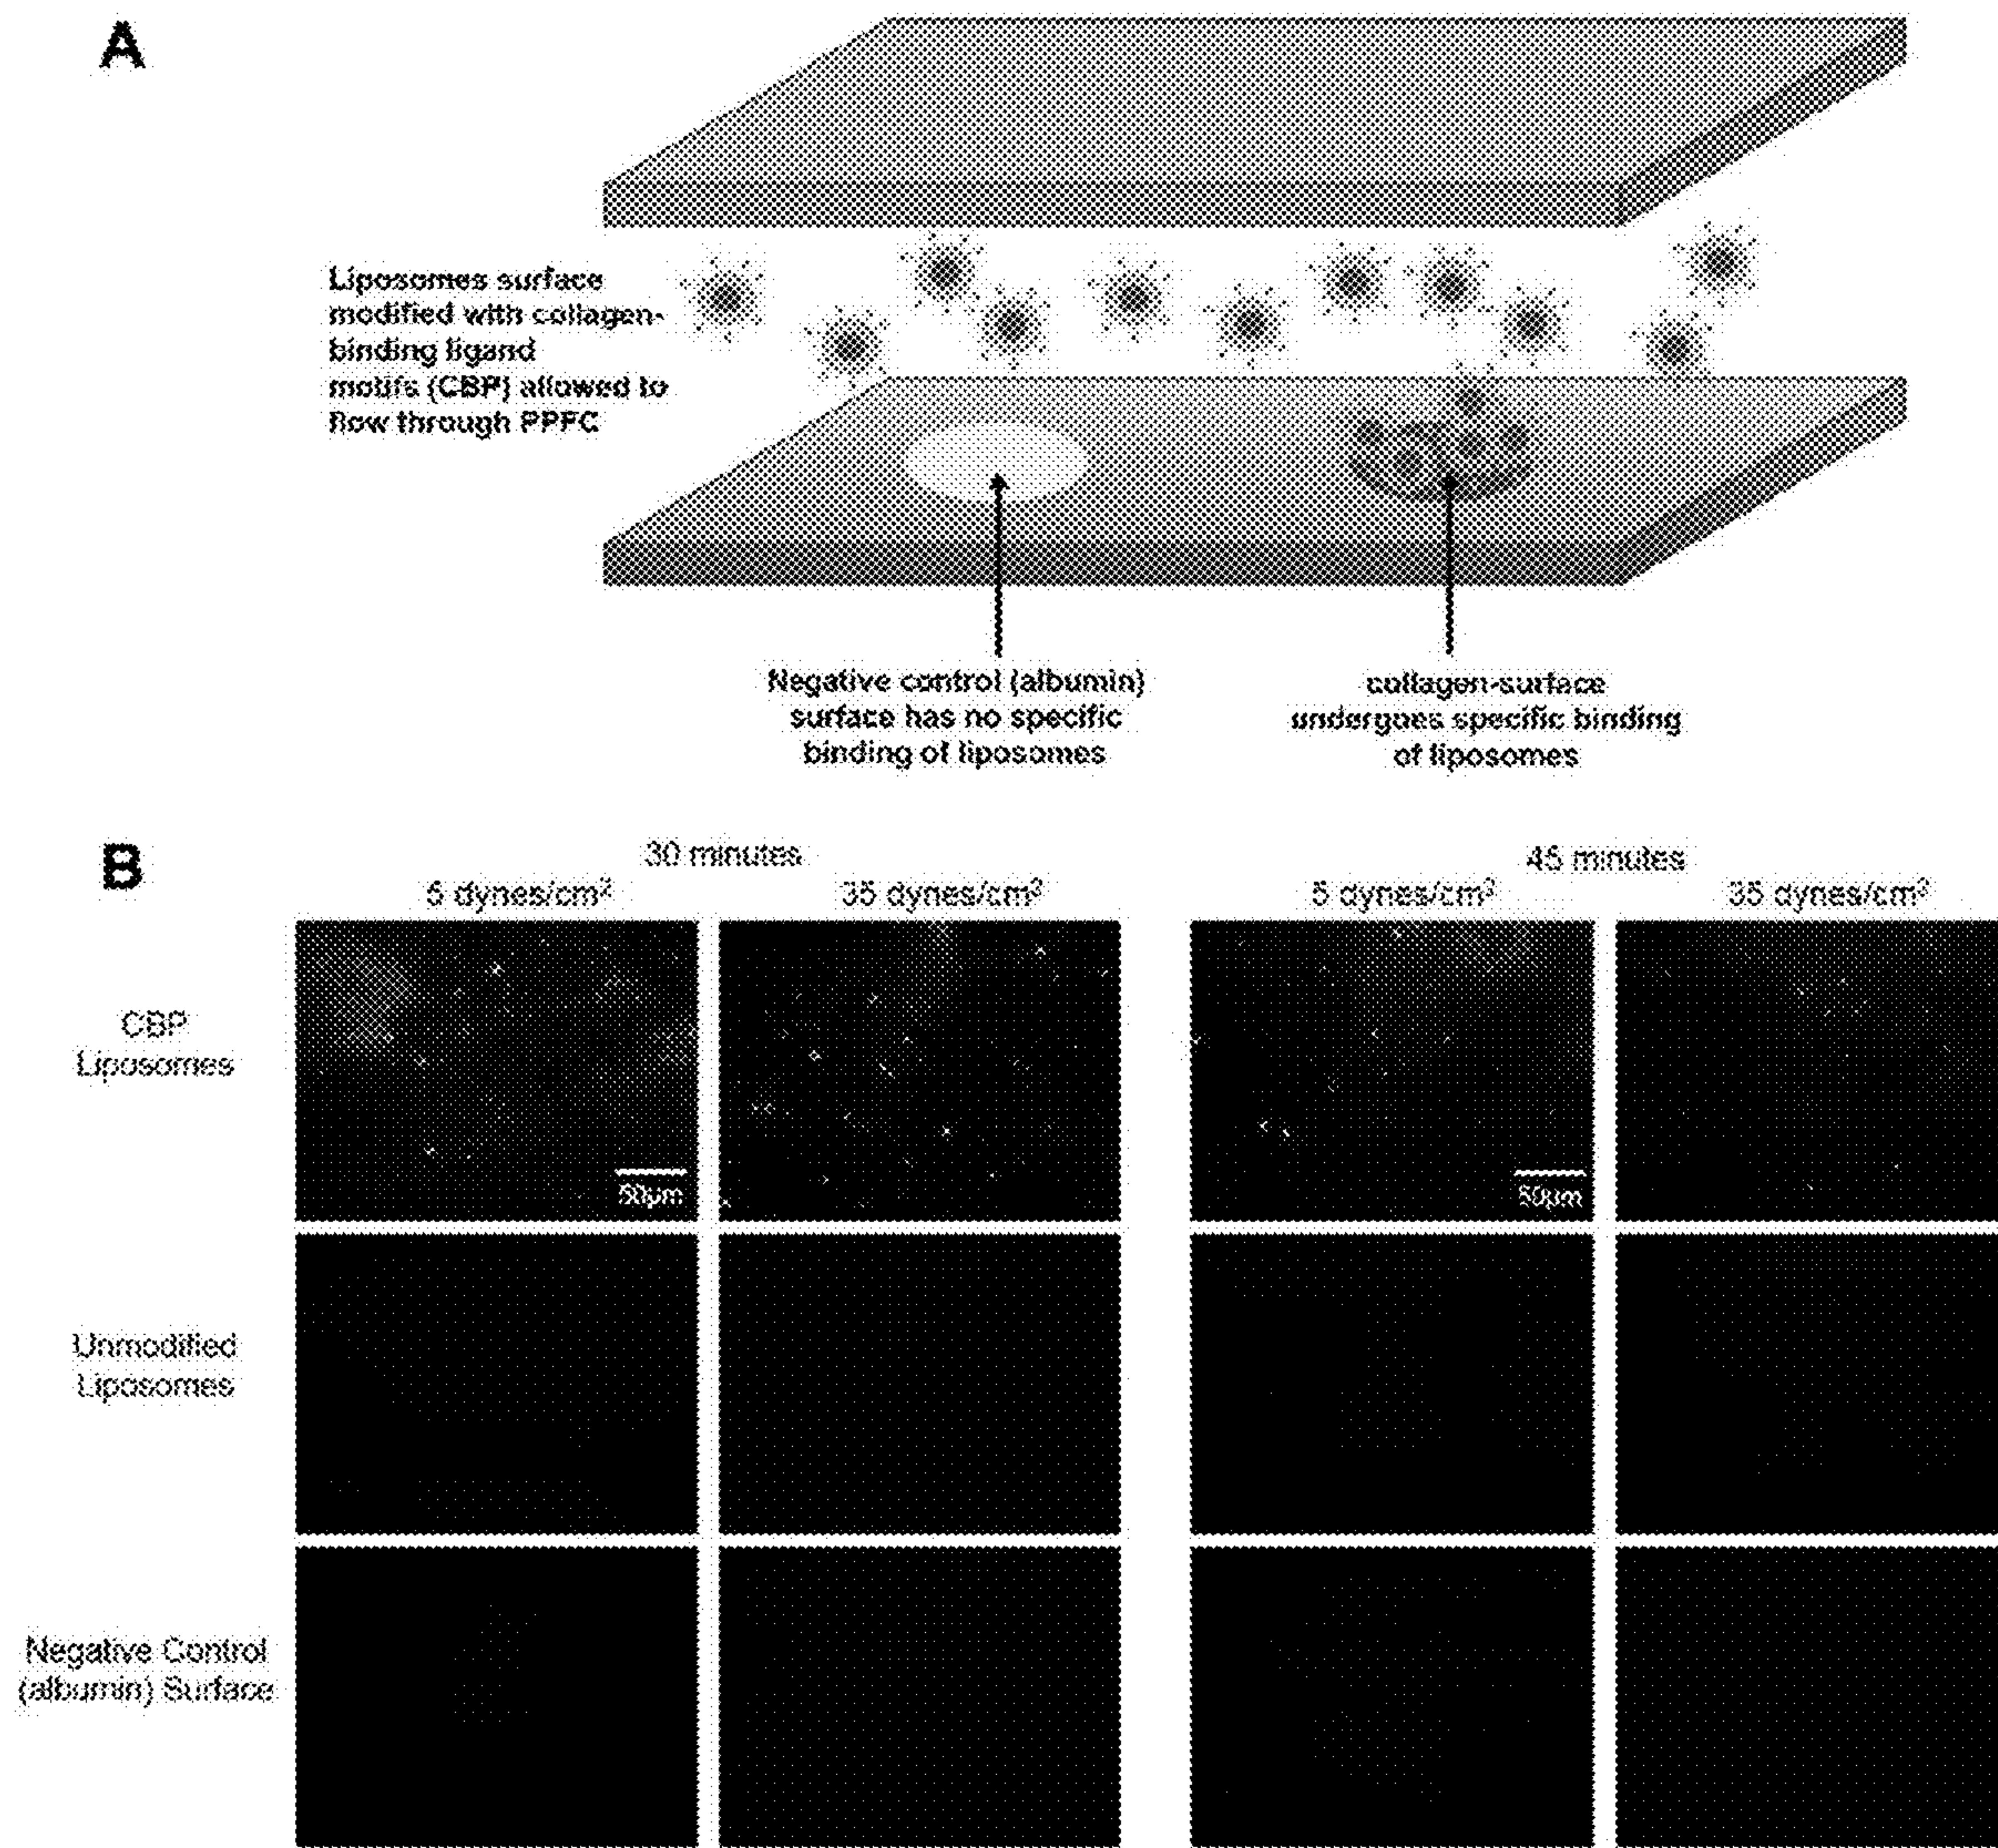 A
Liposomes surface
modified with collagen-
binding ligand
motifs (CBP) allowed to
flow through PPFC
Negative control (albumin)
surface has no specific
binding of liposomes
collagen-surface
undergoes specific binding
of liposomes
B
30 minutes
45 minutes
5 dynes/cm²
35 dynes/cm²
5 dynes/cm²
35 dynes/cm²
CBP
Liposomes
50µm
50µm
Unmodified
Liposomes
Negative Control
(albumin) Surface